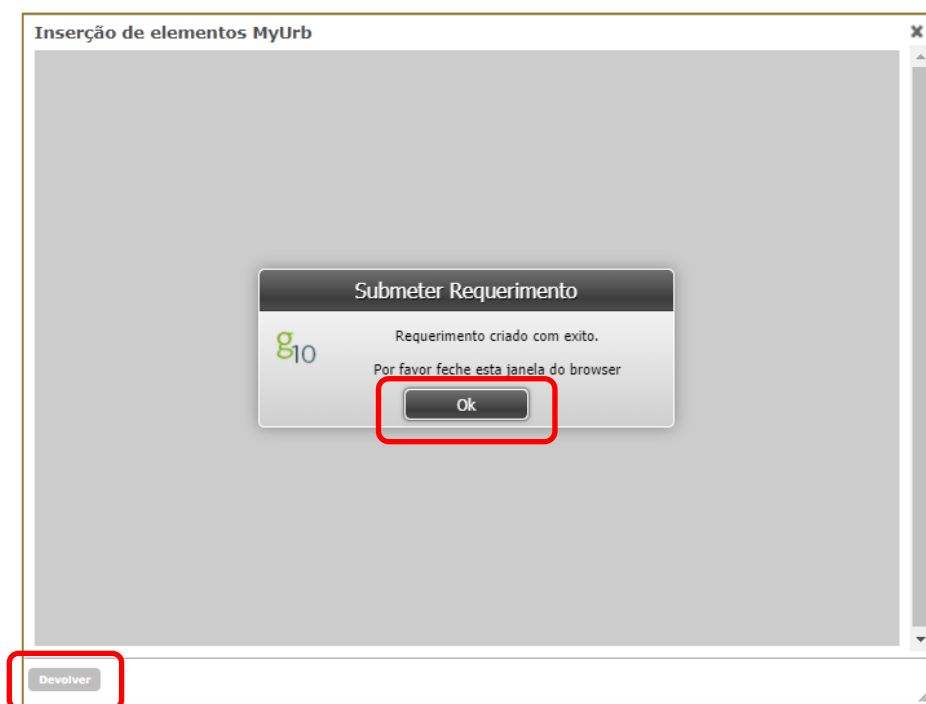 Inserção de elementos MyUrb
Submeter Requerimento
g10
Requerimento criado com exito.
Por favor feche esta janela do browser
Ok
Devolver